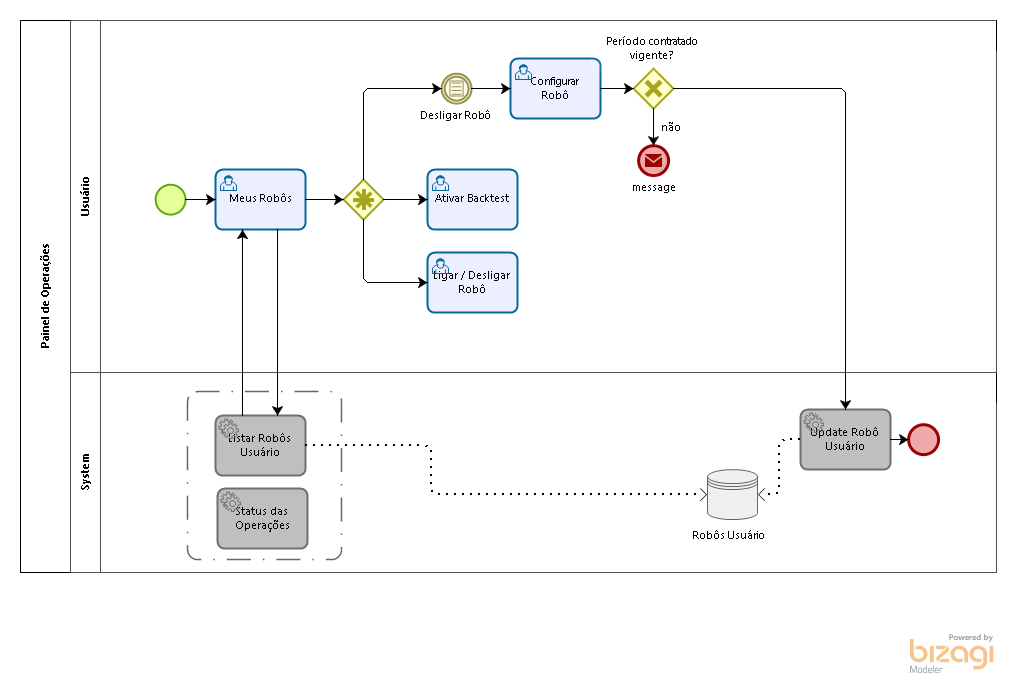 Painel de Operações
Usuário
Período contratado
vigente?
Configurar
Robô
Desligar Robô
não
message
Meus Robôs
Ativar Backtest
Ligar / Desligar
Robô
System
Listar Robôs
Usuário
Status das
Operações
Update Robô
Usuário
Robôs Usuário
Powered by
bizagi
Modeler